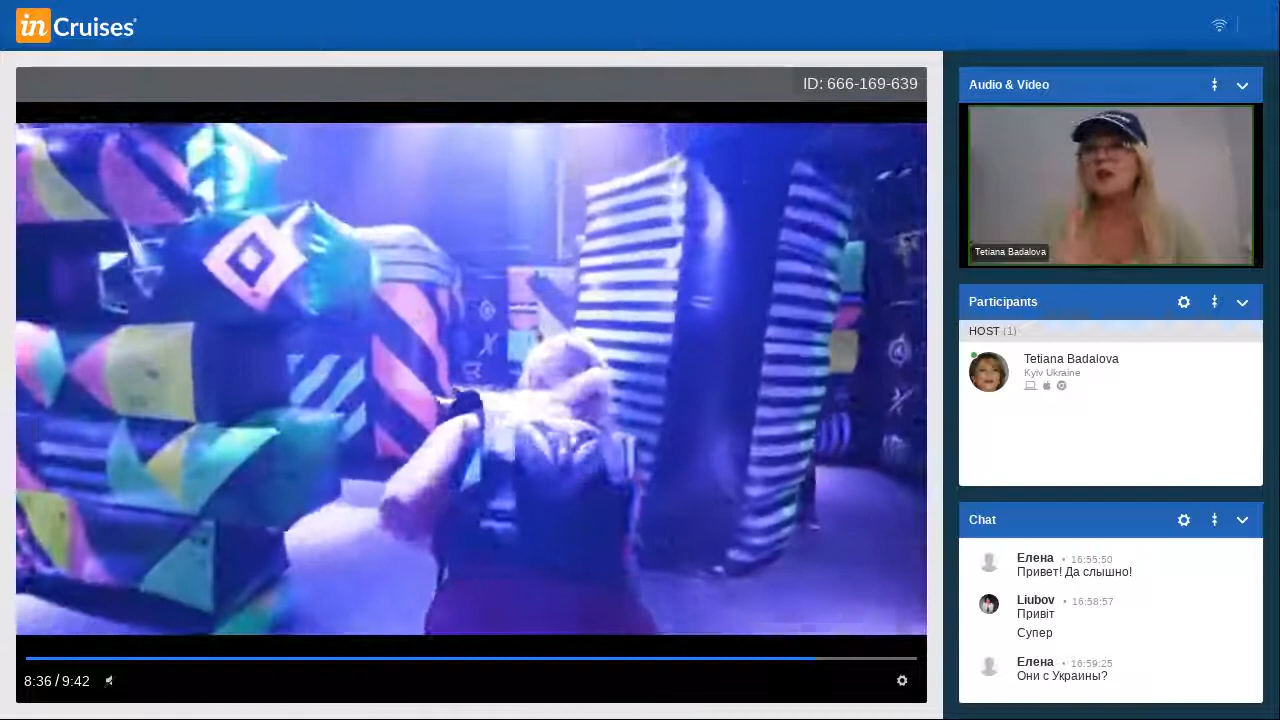 in Cruises
ID: 666-169-639
8:36 / 9:42
Audio & Video
Tetiana Badalova
Participants
HOST (1)
Tetiana Badalova
Kyiv Ukraine
Chat
Елена • 16:55:50
Привет! Да слышно!
Liubov • 16:58:57
Привіт
Супер
Елена • 16:59:25
Они с Украины?